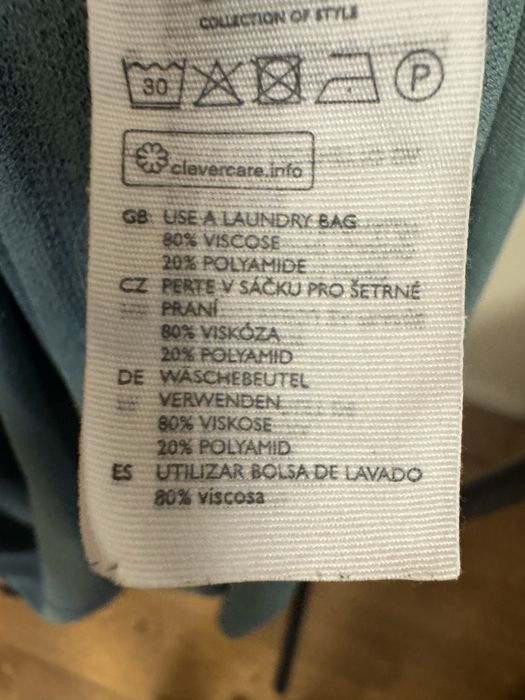 COLLECTION OF STYLE
30
P
clevercare.info
GB USE A LAUNDRY BAG
80% VISCOSE
20% POLYAMIDE
CZ PERTE V SÁČKU PRO ŠETRNÉ
PRANÍ
80% VISKÓZA
20% POLYAMID
DE WÄSCHEBEUTEL
VERWENDEN
80% VISKOSE
20% POLYAMID
ES UTILIZAR BOLSA DE LAVADO
80% viscosa